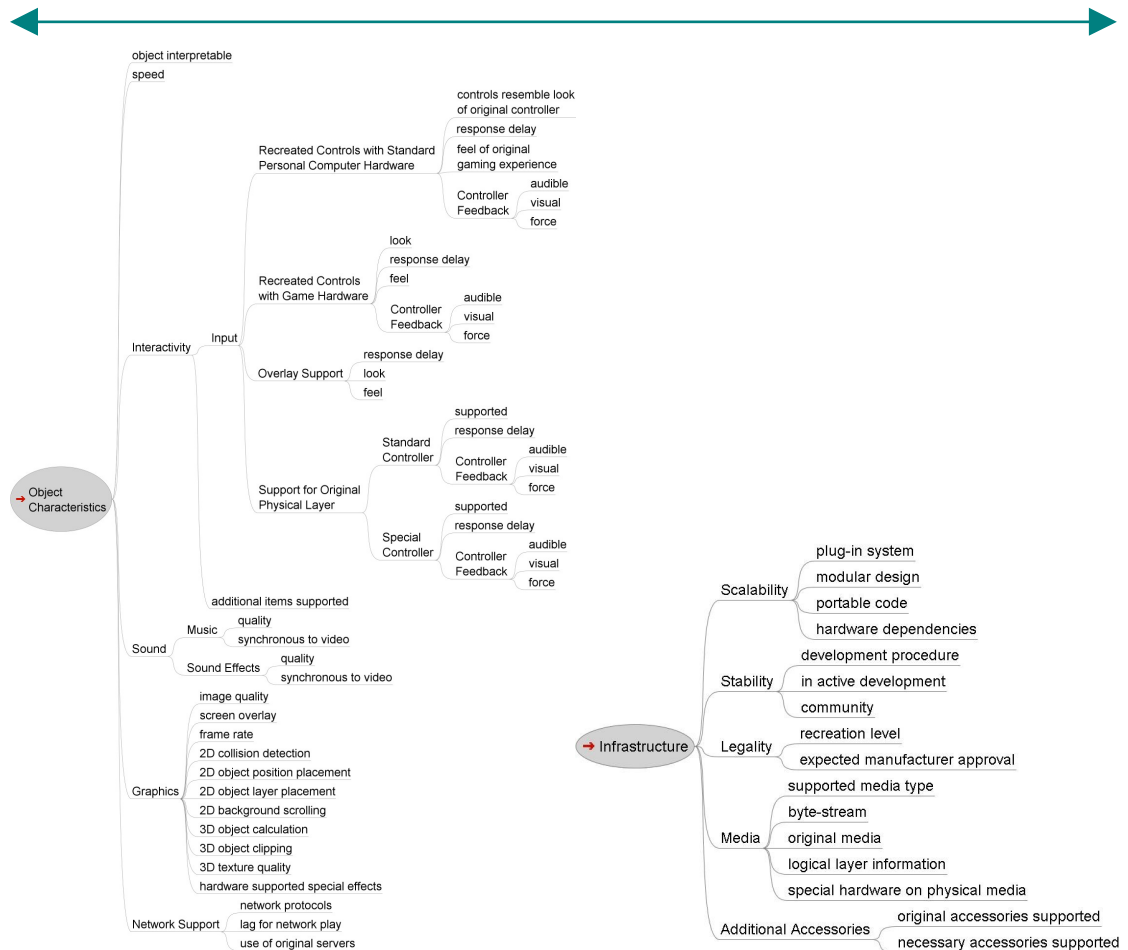 object interpretable
speed
controls resemble look
of original controller
response delay
feel of original
gaming experience
Recreated Controls with Standard
Personal Computer Hardware
audible
Controller
Feedback
visual
force
look
response delay
feel
Recreated Controls
with Game Hardware
audible
Controller
Feedback
visual
force
Interactivity
Input
response delay
Overlay Support
look
feel
supported
response delay
Standard
Controller
audible
Controller
Feedback
visual
force
Support for Original
Physical Layer
supported
response delay
Special
Controller
audible
Controller
Feedback
visual
force
Object
Characteristics
additional items supported
Sound
Music
quality
synchronous to video
Sound Effects
quality
synchronous to video
Graphics
image quality
screen overlay
frame rate
2D collision detection
2D object position placement
2D object layer placement
2D background scrolling
3D object calculation
3D object clipping
3D texture quality
hardware supported special effects
Network Support
network protocols
lag for network play
use of original servers
Infrastructure
Scalability
plug-in system
modular design
portable code
hardware dependencies
Stability
development procedure
in active development
community
Legality
recreation level
expected manufacturer approval
Media
supported media type
byte-stream
original media
logical layer information
special hardware on physical media
Additional Accessories
original accessories supported
necessary accessories supported